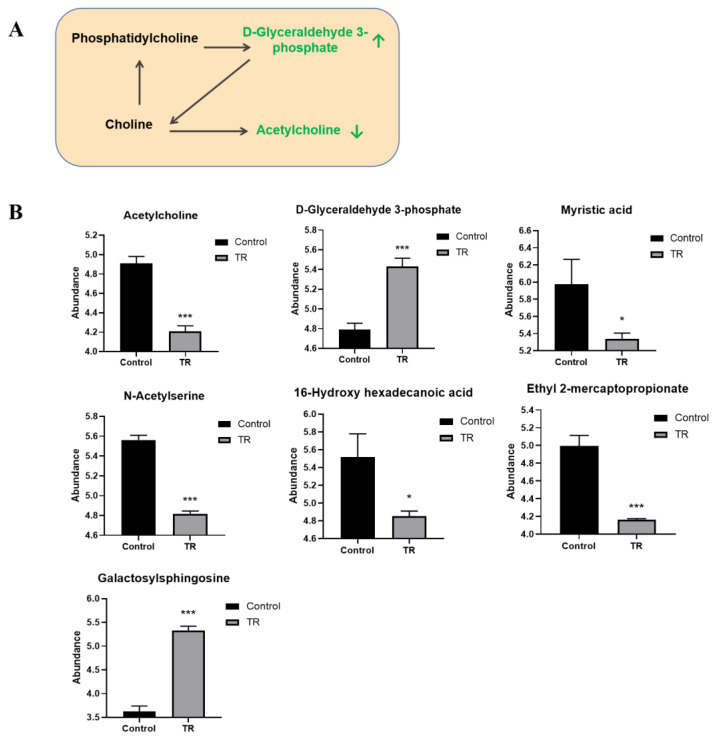 A
Phosphatidylcholine
D-Glyceraldehyde 3-
phosphate
Choline
Acetylcholine
B
Acetylcholine
Abundance
5.2
5.0
4.8
4.6
4.4
4.2
4.0
***
Control
TR
Control
TR
D-Glyceraldehyde 3-phosphate
Abundance
5.8
5.6
5.4
5.2
5.0
4.8
4.6
***
Control
TR
Control
TR
Myristic acid
Abundance
6.6
6.4
6.2
6.0
5.8
5.6
5.4
5.2
*
Control
TR
Control
TR
N-Acetylserine
Abundance
5.8
5.6
5.4
5.2
5.0
4.8
4.6
***
Control
TR
Control
TR
16-Hydroxy hexadecanoic acid
Abundance
6.0
5.8
5.6
5.4
5.2
5.0
4.8
4.6
*
Control
TR
Control
TR
Ethyl 2-mercaptopropionate
Abundance
5.4
5.2
5.0
4.8
4.6
4.4
4.2
4.0
***
Control
TR
Control
TR
Galactosylsphingosine
Abundance
6.0
5.5
5.0
4.5
4.0
3.5
***
Control
TR
Control
TR